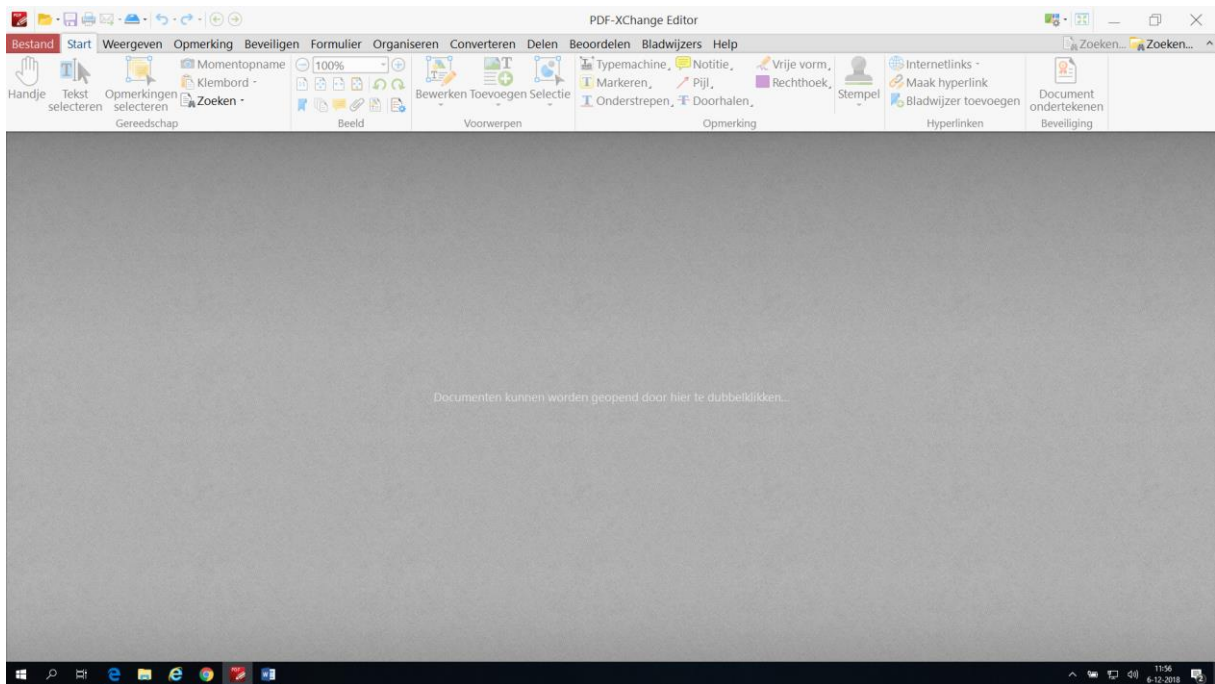 PDF-XChange Editor
Bestand Start Weergeven Opmerking Beveiligen Formulier Organiseren Converteren Delen Beoordelen Bladwijzers Help Zoeken... Zoeken...
Handje
Tekst selecteren
Opmerkingen selecteren
Momentopname
Klembord
Zoeken
Gereedschap
100%
Beeld
Bewerken Toevoegen Selectie
Voorwerpen
Typemachine Notitie Vrije vorm
Markeren Pijl Rechthoek
Onderstrepen Doorhalen
Stempel
Opmerking
Internetlinks
Maak hyperlink
Bladwijzer toevoegen
Hyperlinken
Document
ondertekenen
Beveiliging
Documenten kunnen worden geopend door hier te dubbelklikken...
11:56
6-12-2018